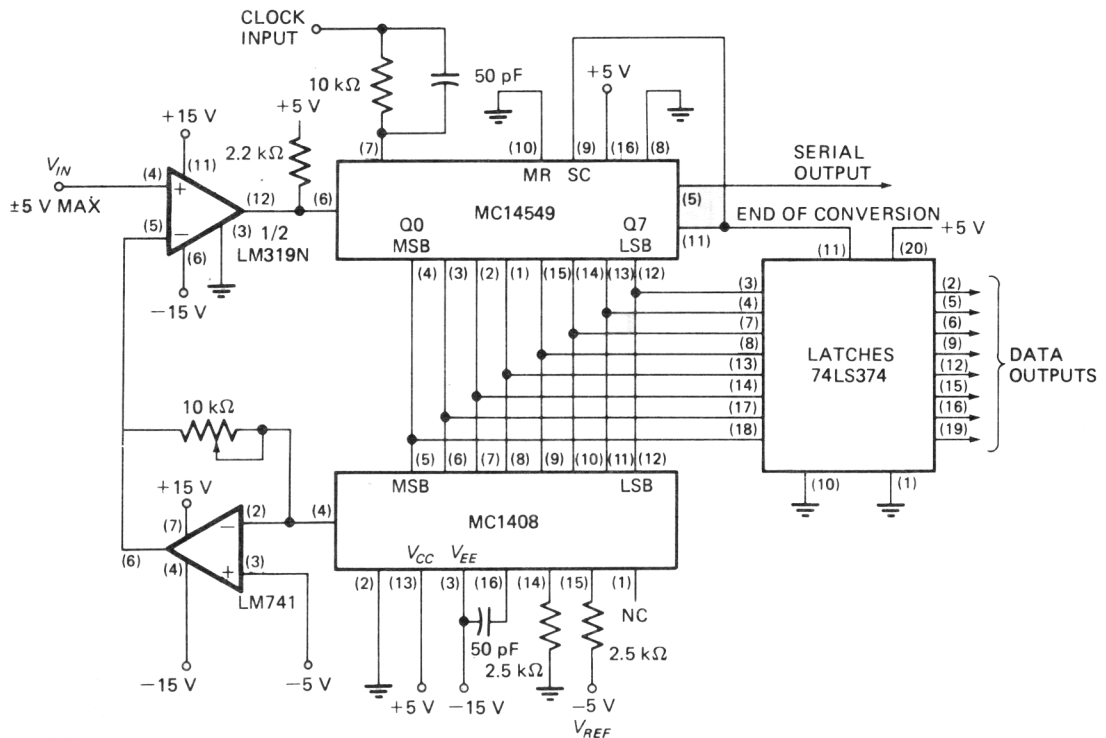 CLOCK
INPUT
10 kΩ
50 pF
+5 V
+5 V
+15 V
2.2 kΩ
(7)
(10)
(9)
(16)
(8)
V_IN
(4)
(11)
MR SC
SERIAL
OUTPUT
±5 V MAX
+
(12)
(6)
MC14549
(5)
(5)
−
(3) 1/2
LM319N
Q0
MSB
Q7
LSB
(11)
END OF CONVERSION
+5 V
(6)
−15 V
(4)
(3)
(2)
(1)
(15)
(14)
(13)
(12)
(11)
(20)
(3)
(4)
(7)
(8)
(13)
(14)
(17)
(18)
LATCHES
74LS374
(2)
(5)
(6)
(9)
(12)
(15)
(16)
(19)
DATA
OUTPUTS
10 kΩ
(5)
(6)
(7)
(8)
(9)
(10)
(11)
(12)
MSB
LSB
(10)
(1)
+15 V
(7)
(2)
−
(4)
MC1408
(6)
(4)
+
(3)
LM741
V_CC
V_EE
(2)
(13)
(3)
(16)
(14)
(15)
(1)
NC
50 pF
2.5 kΩ
2.5 kΩ
−15 V
−5 V
+5 V
−15 V
−5 V
V_REF